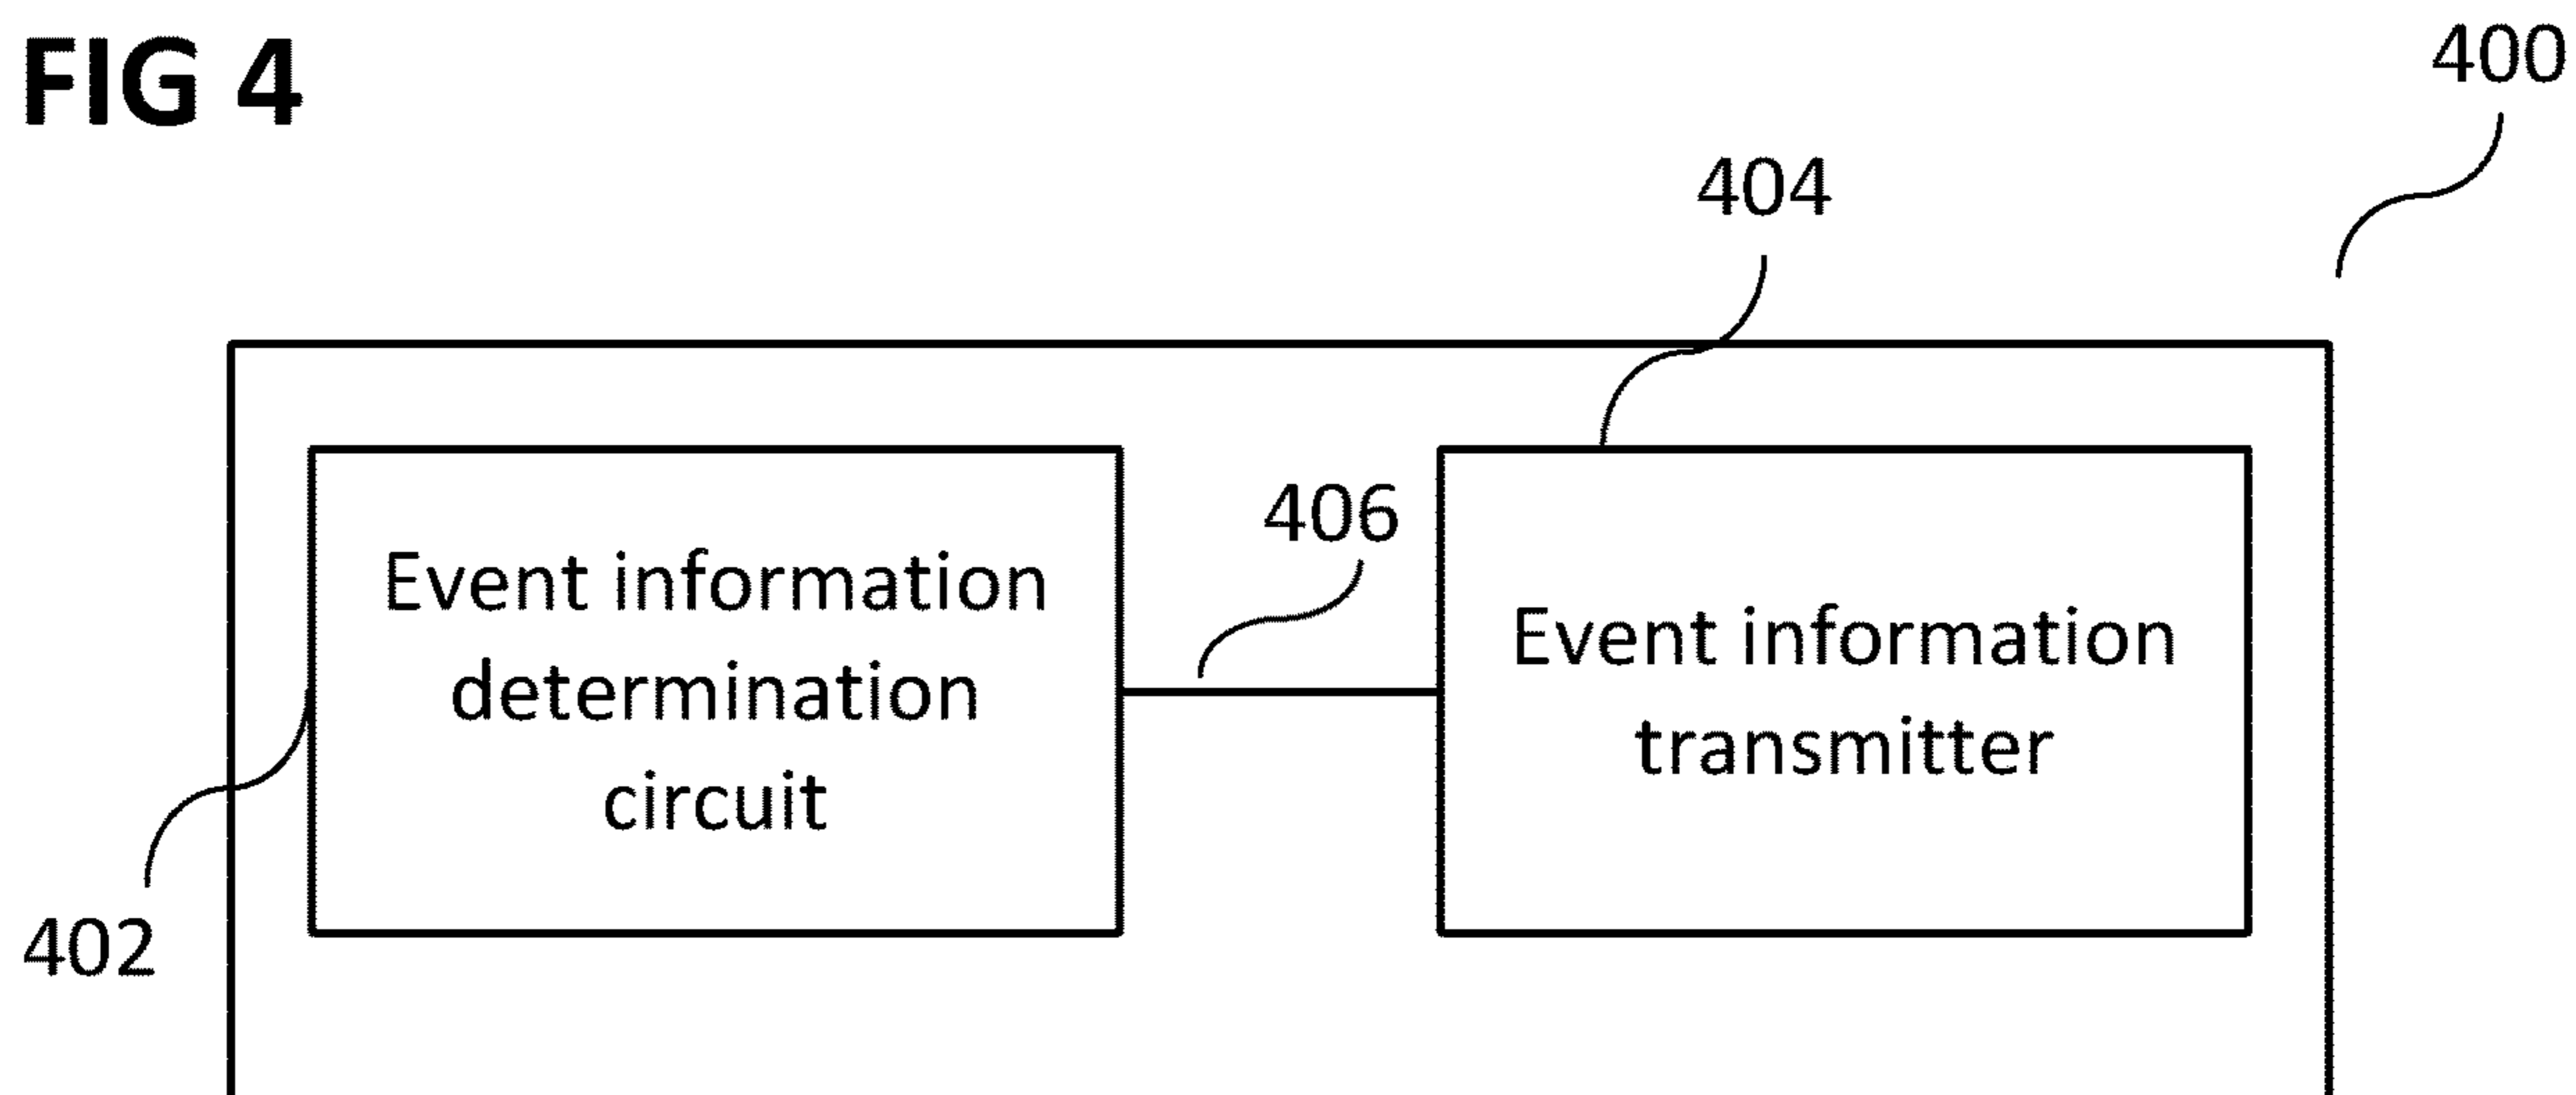 FIG 4
400
404
406
Event information
determination
circuit
Event information
transmitter
402